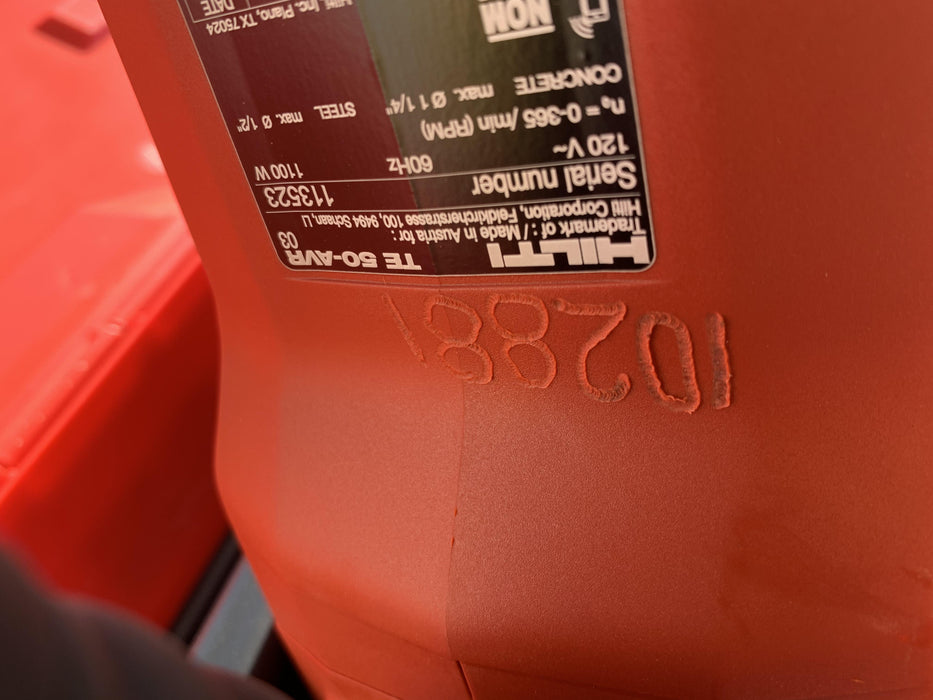 102881
HILTI TE 50-AVR
Trademark of: / Made in Austria for: 03
Hilti Corporation, Feldkircherstrasse 100, 9494 Schaan, LI
Serial number 113523
120 V~ 60Hz 1100 W
n₀ = 0-365 /min (RPM)
CONCRETE max. Ø 1 1/4" STEEL max. Ø 1/2"
NOM
Inc. Plano, TX 75024
DATE